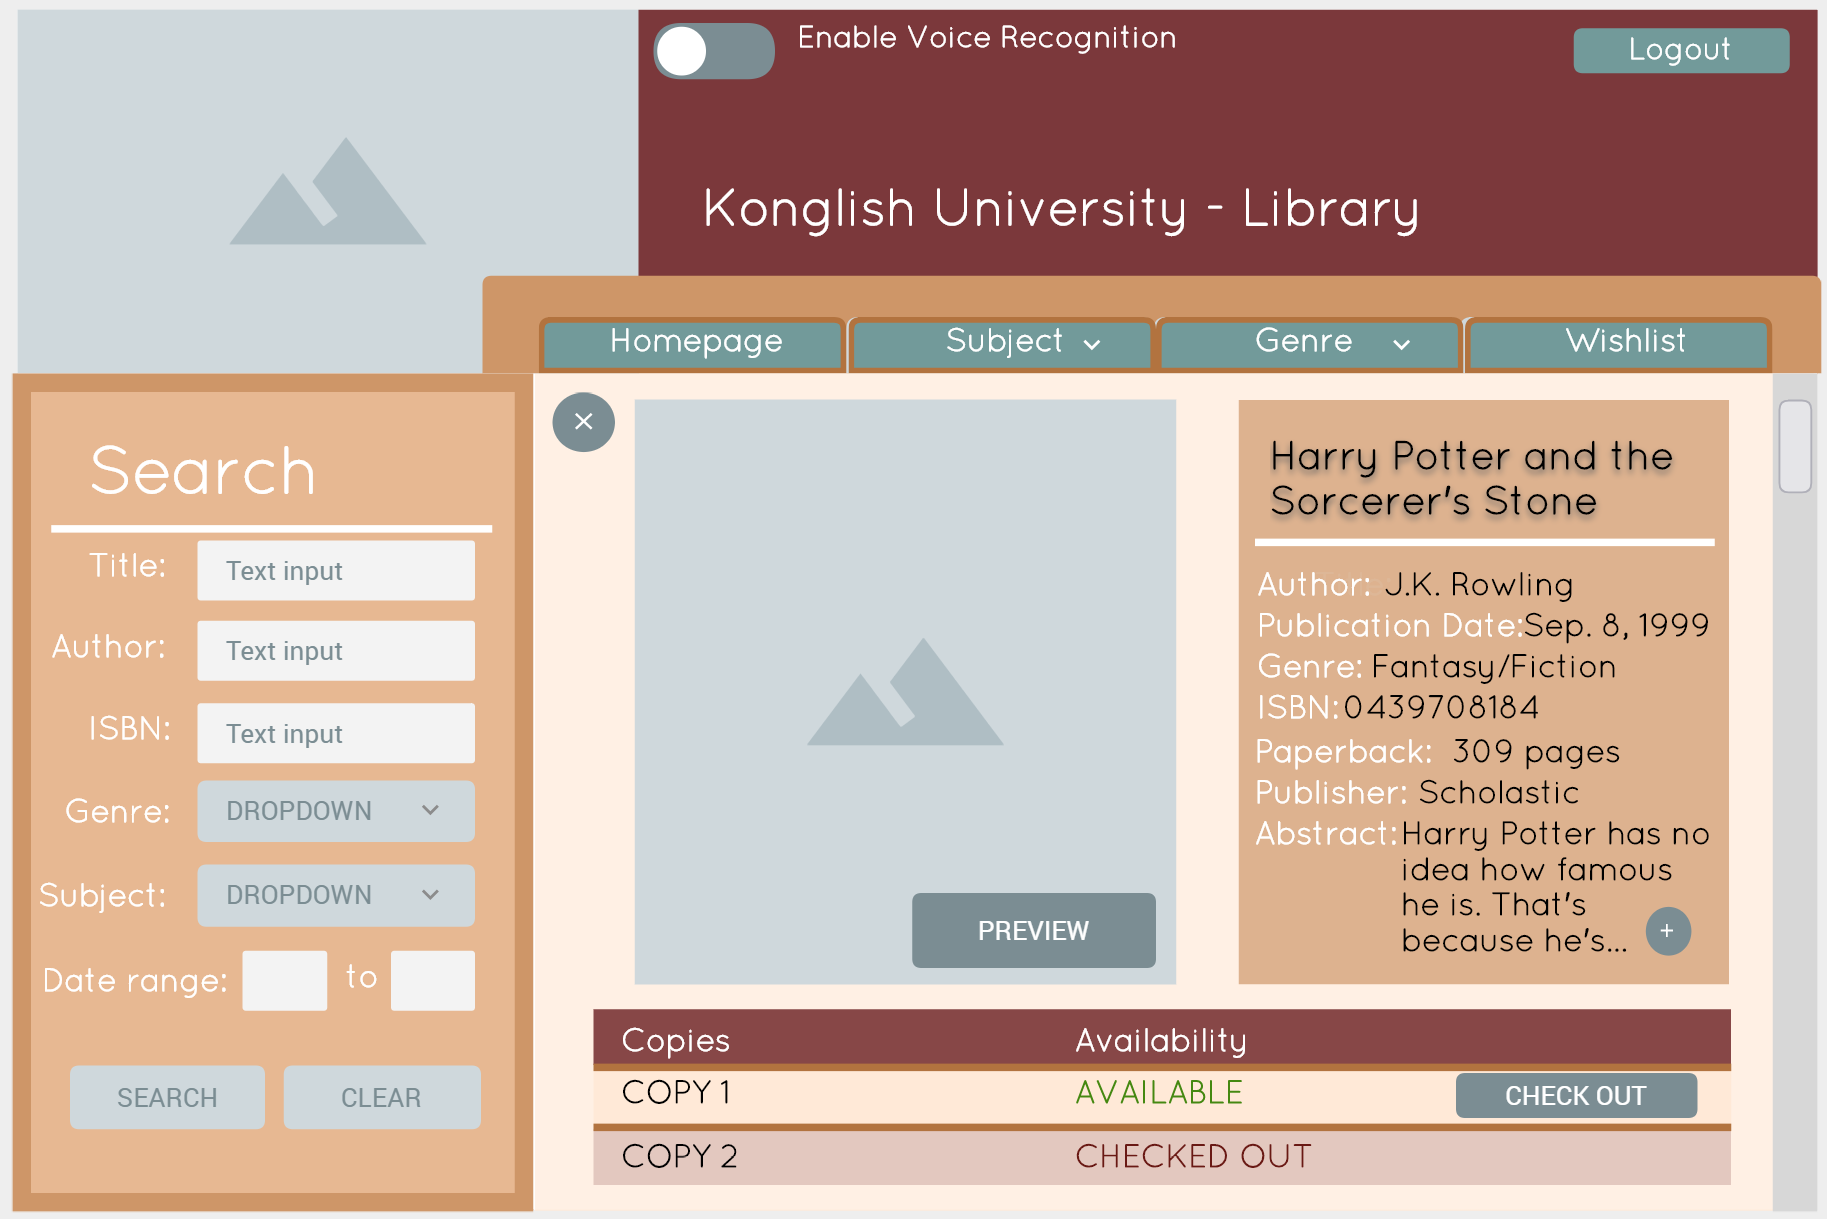 Enable Voice Recognition
Logout
Konglish University - Library
Homepage
Subject
Genre
Wishlist
Search
Title: Text input
Author: Text input
ISBN: Text input
Genre: DROPDOWN
Subject: DROPDOWN
Date range: to
SEARCH
CLEAR
PREVIEW
Harry Potter and the
Sorcerer's Stone
Author: J.K. Rowling
Publication Date: Sep. 8, 1999
Genre: Fantasy/Fiction
ISBN: 0439708184
Paperback: 309 pages
Publisher: Scholastic
Abstract: Harry Potter has no
idea how famous
he is. That's
because he's...
+
Copies Availability
COPY 1 AVAILABLE CHECK OUT
COPY 2 CHECKED OUT